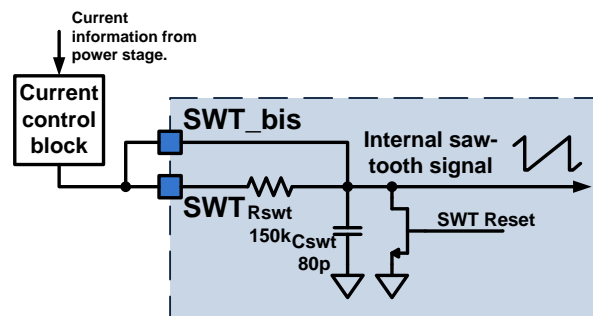 Current
information from
power stage.
Current
control
block
SWT_bis
Internal saw-
tooth signal
SWT
Rswt
150k
Cswt
80p
SWT Reset